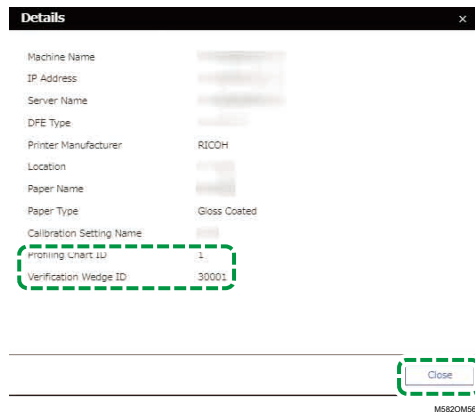 Details ×
Machine Name
IP Address
Server Name
DFE Type
Printer Manufacturer RICOH
Location
Paper Name
Paper Type Gloss Coated
Calibration Setting Name
Profiling Chart ID 1
Verification Wedge ID 30001
Close
M582OM56